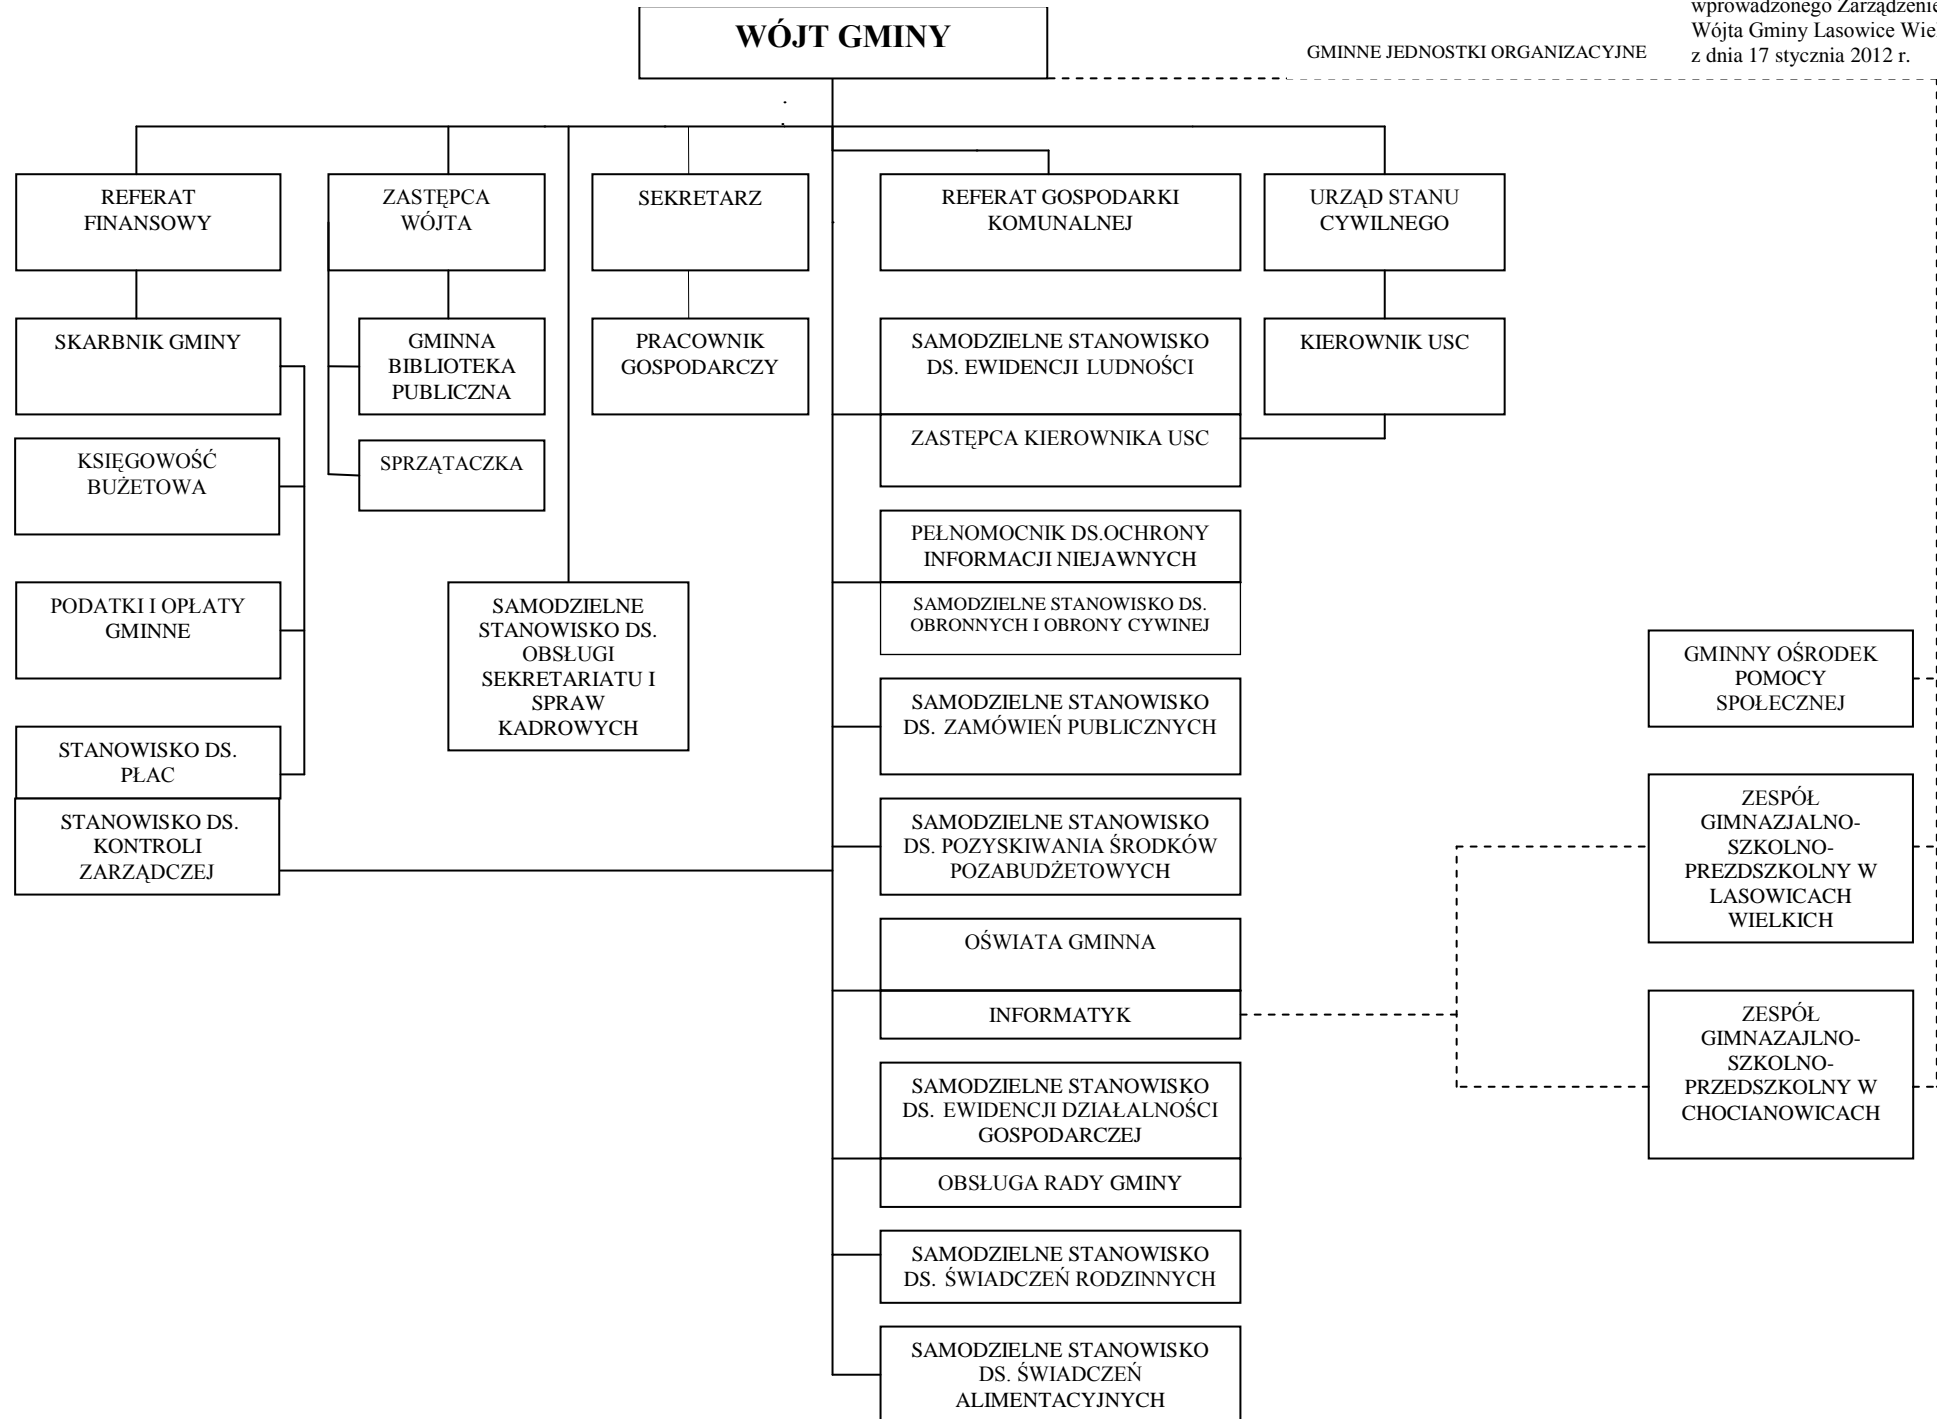 wprowadzonego Zarządzenie
Wójta Gminy Lasowice Wiel
z dnia 17 stycznia 2012 r.
WÓJT GMINY
GMINNE JEDNOSTKI ORGANIZACYJNE
REFERAT
FINANSOWY
ZASTĘPCA
WÓJTA
SEKRETARZ
REFERAT GOSPODARKI
KOMUNALNEJ
URZĄD STANU
CYWILNEGO
SKARBNIK GMINY
GMINNA
BIBLIOTEKA
PUBLICZNA
PRACOWNIK
GOSPODARCZY
SAMODZIELNE STANOWISKO
DS. EWIDENCJI LUDNOŚCI
KIEROWNIK USC
ZASTĘPCA KIEROWNIKA USC
KSIĘGOWOŚĆ
BUŻETOWA
SPRZĄTACZKA
PEŁNOMOCNIK DS.OCHRONY
INFORMACJI NIEJAWNYCH
SAMODZIELNE STANOWISKO DS.
OBRONNYCH I OBRONY CYWINEJ
PODATKI I OPŁATY
GMINNE
SAMODZIELNE
STANOWISKO DS.
OBSŁUGI
SEKRETARIATU I
SPRAW
KADROWYCH
GMINNY OŚRODEK
POMOCY
SPOŁECZNEJ
SAMODZIELNE STANOWISKO
DS. ZAMÓWIEŃ PUBLICZNYCH
STANOWISKO DS.
PŁAC
STANOWISKO DS.
KONTROLI
ZARZĄDCZEJ
SAMODZIELNE STANOWISKO
DS. POZYSKIWANIA ŚRODKÓW
POZABUDŻETOWYCH
ZESPÓŁ
GIMNAZJALNO-
SZKOLNO-
PREZDSZKOLNY W
LASOWICACH
WIELKICH
OŚWIATA GMINNA
INFORMATYK
ZESPÓŁ
GIMNAZAJLNO-
SZKOLNO-
PRZEDSZKOLNY W
CHOCIANOWICACH
SAMODZIELNE STANOWISKO
DS. EWIDENCJI DZIAŁALNOŚCI
GOSPODARCZEJ
OBSŁUGA RADY GMINY
SAMODZIELNE STANOWISKO
DS. ŚWIADCZEŃ RODZINNYCH
SAMODZIELNE STANOWISKO
DS. ŚWIADCZEŃ
ALIMENTACYJNYCH